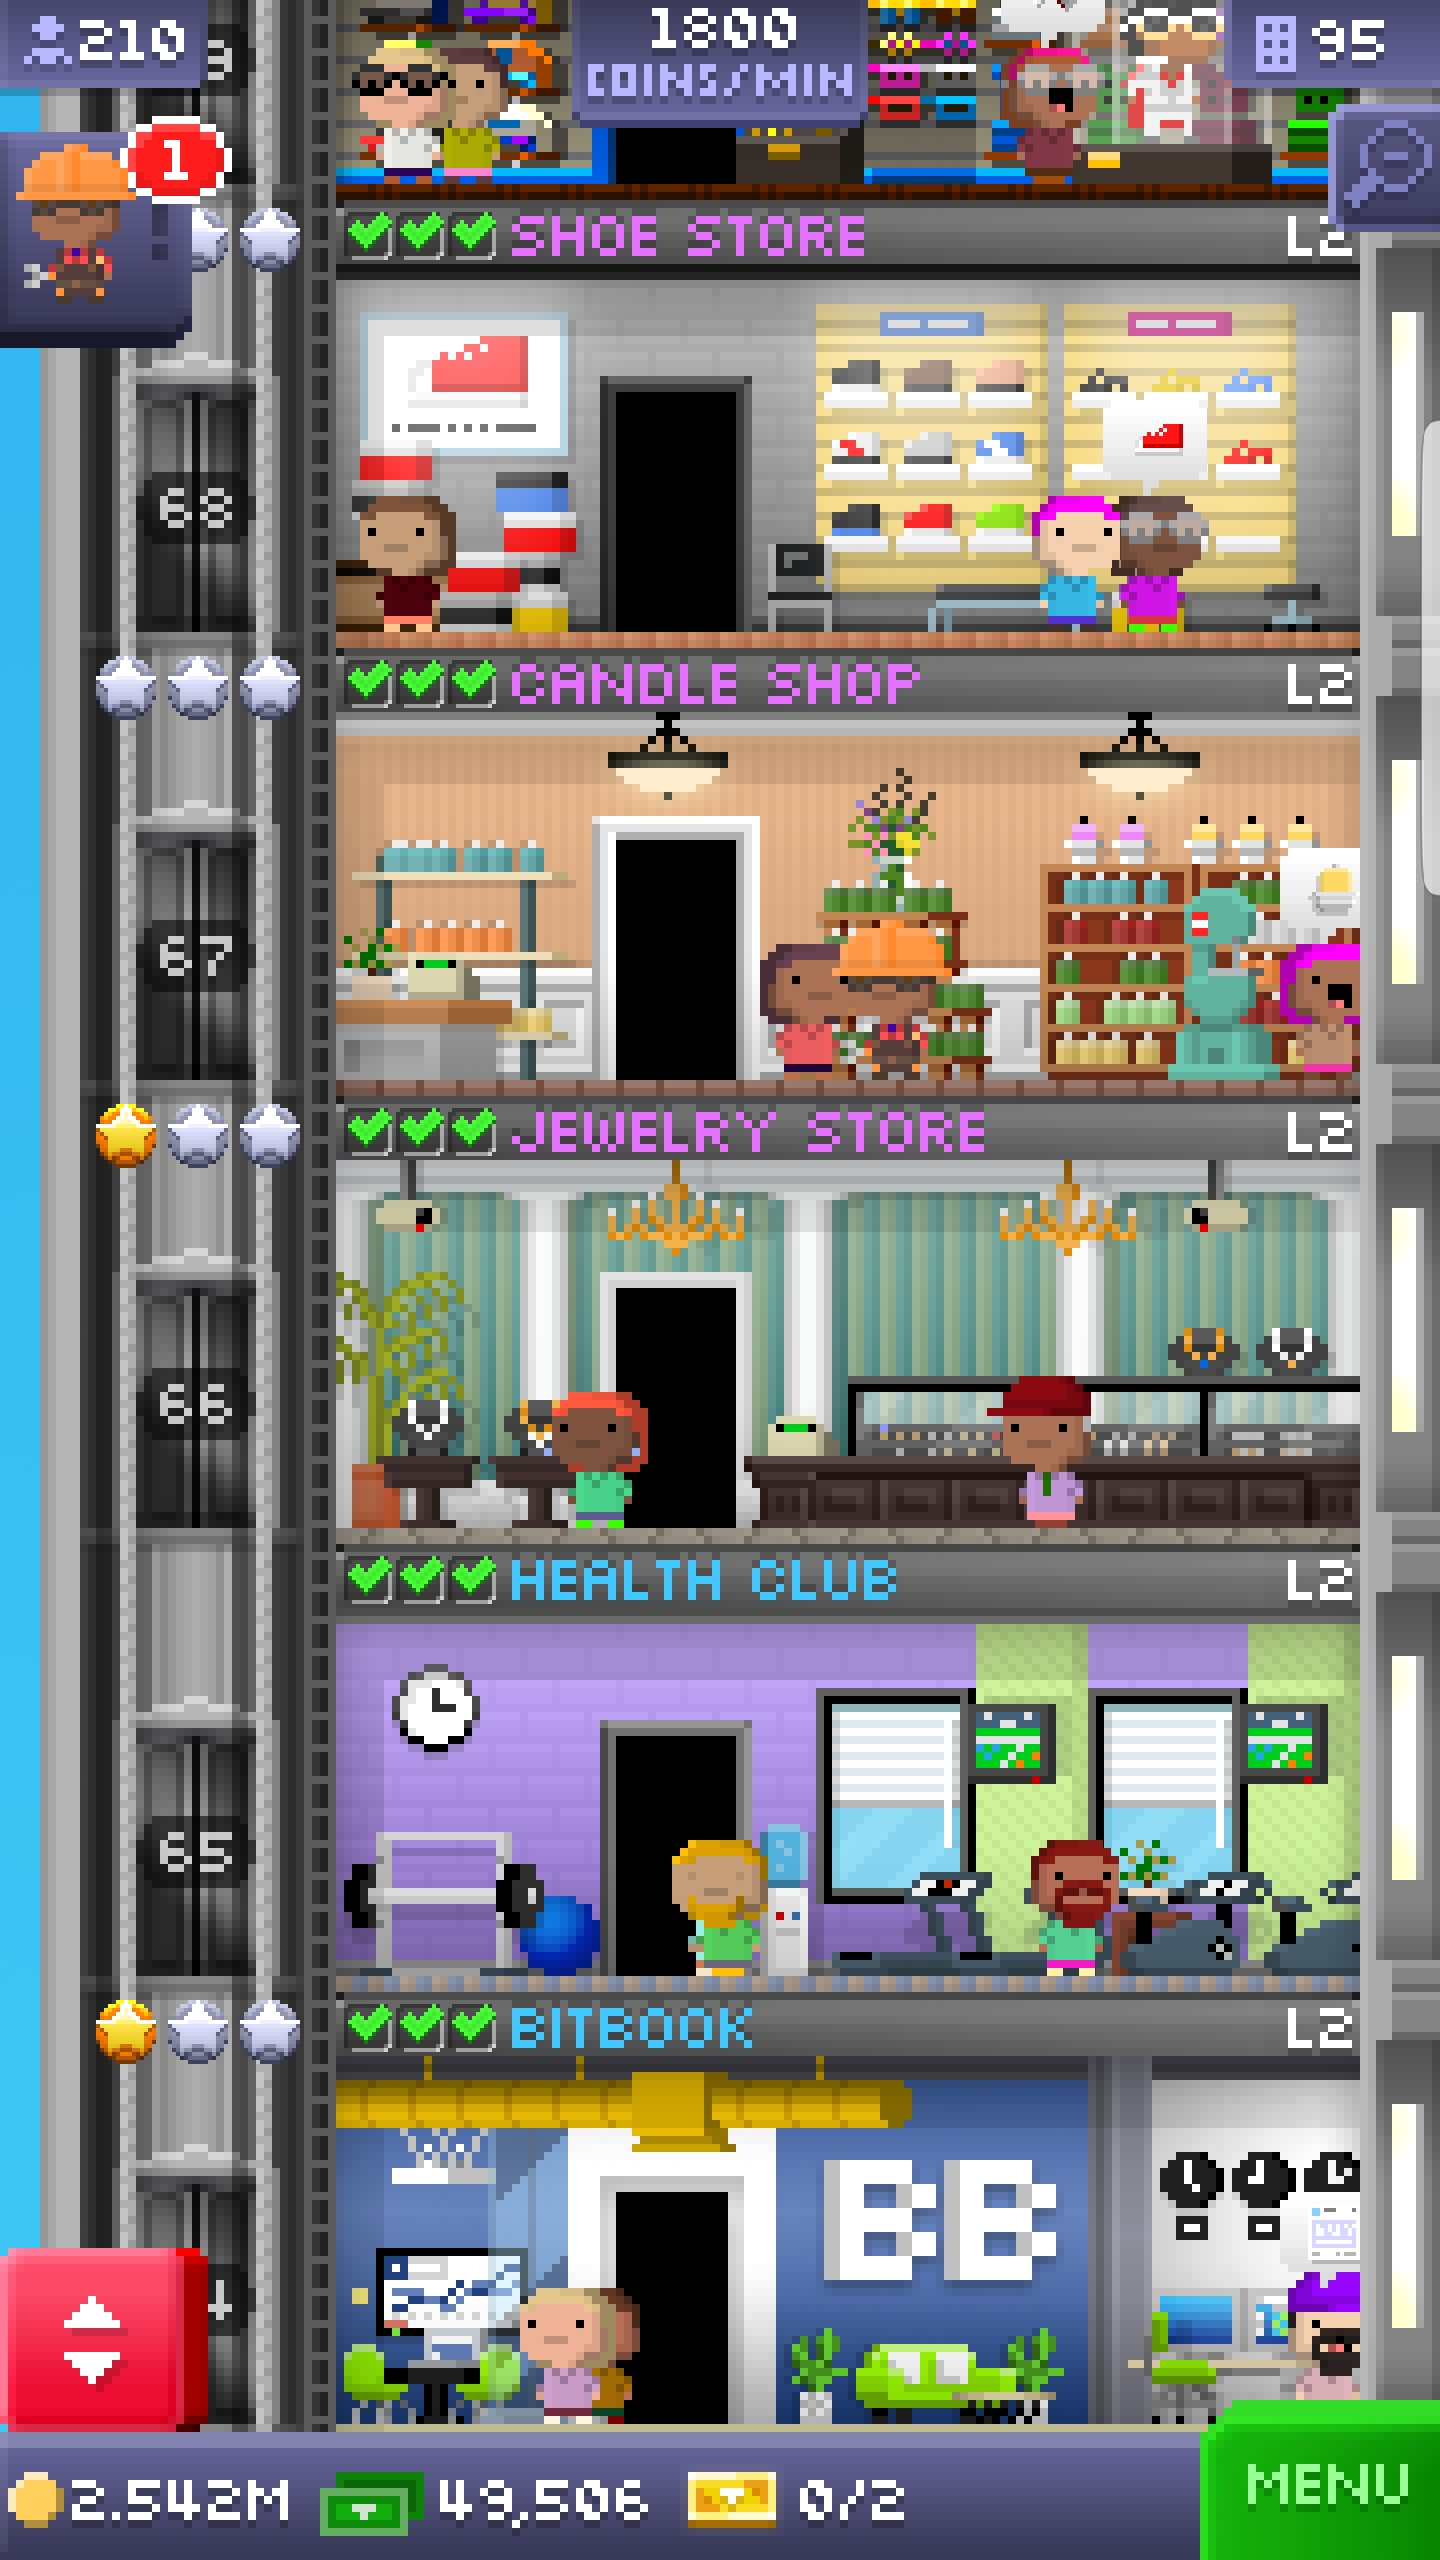 210
1800
COINS/MIN
95
1
SHOE STORE
L2
68
CANDLE SHOP
L2
67
JEWELRY STORE
L2
66
HEALTH CLUB
L2
65
BITBOOK
L2
BB
2.542M
49,506
0/2
MENU